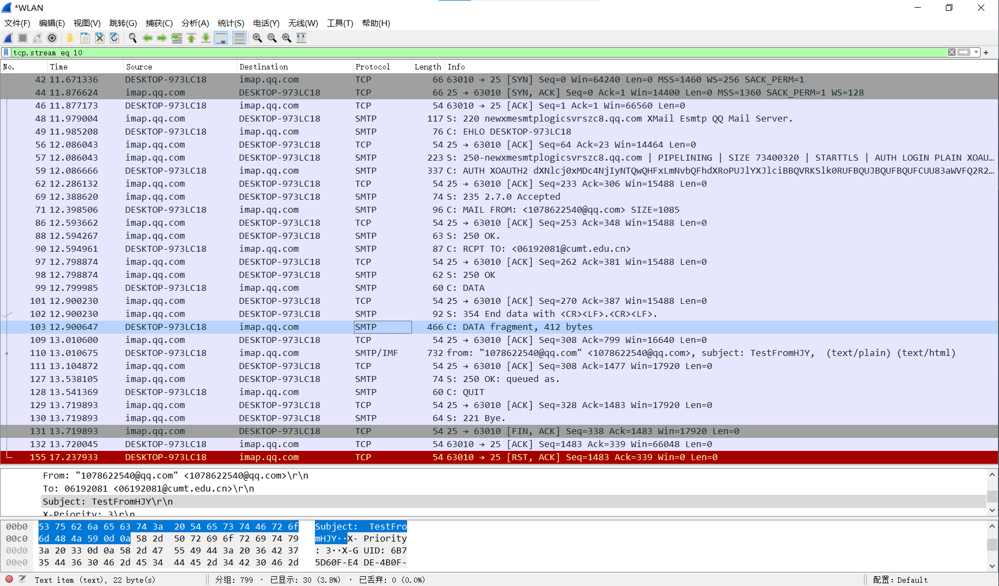 *WLAN
文件(F) 编辑(E) 视图(V) 跳转(G) 捕获(C) 分析(A) 统计(S) 电话(Y) 无线(W) 工具(T) 帮助(H)
tcp.stream eq 10
No. Time Source Destination Protocol Length Info
42 11.671336 DESKTOP-973LC18 imap.qq.com TCP 66 63010 → 25 [SYN] Seq=0 Win=64240 Len=0 MSS=1460 WS=256 SACK_PERM=1
44 11.876624 imap.qq.com DESKTOP-973LC18 TCP 66 25 → 63010 [SYN, ACK] Seq=0 Ack=1 Win=14400 Len=0 MSS=1360 SACK_PERM=1 WS=128
46 11.877173 DESKTOP-973LC18 imap.qq.com TCP 54 63010 → 25 [ACK] Seq=1 Ack=1 Win=66560 Len=0
48 11.979004 imap.qq.com DESKTOP-973LC18 SMTP 117 S: 220 newxmesmtplogicsvrszc8.qq.com XMail Esmtp QQ Mail Server.
49 11.985208 DESKTOP-973LC18 imap.qq.com SMTP 76 C: EHLO DESKTOP-973LC18
56 12.086043 imap.qq.com DESKTOP-973LC18 TCP 54 25 → 63010 [ACK] Seq=64 Ack=23 Win=14464 Len=0
57 12.086043 imap.qq.com DESKTOP-973LC18 SMTP 223 S: 250-newxmesmtplogicsvrszc8.qq.com | PIPELINING | SIZE 73400320 | STARTTLS | AUTH LOGIN PLAIN XOAU…
59 12.086666 DESKTOP-973LC18 imap.qq.com SMTP 337 C: AUTH XOAUTH2 dXNlcj0xMDc4NjIyNTQwQHFxLmNvbQFhdXRoPUJlYXJlciBBQVRKSlk0RUFBQUJBQUFBQUFCUU83aWVFQ2R2…
62 12.286132 imap.qq.com DESKTOP-973LC18 TCP 54 25 → 63010 [ACK] Seq=233 Ack=306 Win=15488 Len=0
69 12.388620 imap.qq.com DESKTOP-973LC18 SMTP 74 S: 235 2.7.0 Accepted
71 12.398506 DESKTOP-973LC18 imap.qq.com SMTP 96 C: MAIL FROM: <1078622540@qq.com> SIZE=1085
86 12.593662 imap.qq.com DESKTOP-973LC18 TCP 54 25 → 63010 [ACK] Seq=253 Ack=348 Win=15488 Len=0
88 12.594267 imap.qq.com DESKTOP-973LC18 SMTP 63 S: 250 OK.
90 12.594961 DESKTOP-973LC18 imap.qq.com SMTP 87 C: RCPT TO: <06192081@cumt.edu.cn>
97 12.798874 imap.qq.com DESKTOP-973LC18 TCP 54 25 → 63010 [ACK] Seq=262 Ack=381 Win=15488 Len=0
98 12.798874 imap.qq.com DESKTOP-973LC18 SMTP 62 S: 250 OK
99 12.799985 DESKTOP-973LC18 imap.qq.com SMTP 60 C: DATA
101 12.900230 imap.qq.com DESKTOP-973LC18 TCP 54 25 → 63010 [ACK] Seq=270 Ack=387 Win=15488 Len=0
102 12.900230 imap.qq.com DESKTOP-973LC18 SMTP 92 S: 354 End data with <CR><LF>.<CR><LF>.
103 12.900647 DESKTOP-973LC18 imap.qq.com SMTP 466 C: DATA fragment, 412 bytes
109 13.010600 imap.qq.com DESKTOP-973LC18 TCP 54 25 → 63010 [ACK] Seq=308 Ack=799 Win=16640 Len=0
110 13.010675 DESKTOP-973LC18 imap.qq.com SMTP/IMF 732 from: "1078622540@qq.com" <1078622540@qq.com>, subject: TestFromHJY, (text/plain) (text/html)
111 13.104872 imap.qq.com DESKTOP-973LC18 TCP 54 25 → 63010 [ACK] Seq=308 Ack=1477 Win=17920 Len=0
127 13.538105 imap.qq.com DESKTOP-973LC18 SMTP 74 S: 250 OK: queued as.
128 13.541369 DESKTOP-973LC18 imap.qq.com SMTP 60 C: QUIT
129 13.719893 imap.qq.com DESKTOP-973LC18 TCP 54 25 → 63010 [ACK] Seq=328 Ack=1483 Win=17920 Len=0
130 13.719893 imap.qq.com DESKTOP-973LC18 SMTP 64 S: 221 Bye.
131 13.719893 imap.qq.com DESKTOP-973LC18 TCP 54 25 → 63010 [FIN, ACK] Seq=338 Ack=1483 Win=17920 Len=0
132 13.720045 DESKTOP-973LC18 imap.qq.com TCP 54 63010 → 25 [ACK] Seq=1483 Ack=339 Win=66048 Len=0
155 17.237933 DESKTOP-973LC18 imap.qq.com TCP 54 63010 → 25 [RST, ACK] Seq=1483 Ack=339 Win=0 Len=0
From: "1078622540@qq.com" <1078622540@qq.com>\r\n
To: 06192081 <06192081@cumt.edu.cn>\r\n
Subject: TestFromHJY\r\n
X-Priority: 3\r\n
00b0 53 75 62 6a 65 63 74 3a 20 54 65 73 74 46 72 6f Subject: TestFro
00c0 6d 48 4a 59 0d 0a 58 2d 50 72 69 6f 72 69 74 79 mHJY··X- Priority
00d0 3a 20 33 0d 0a 58 2d 47 55 49 44 3a 20 36 42 37 : 3··X-G UID: 6B7
00e0 35 44 36 30 46 2d 45 34 44 45 2d 34 42 30 46 2d 5D60F-E4 DE-4B0F-
Text item (text), 22 byte(s) 分组: 799 · 已显示: 30 (3.8%) · 已丢弃: 0 (0.0%) 配置: Default